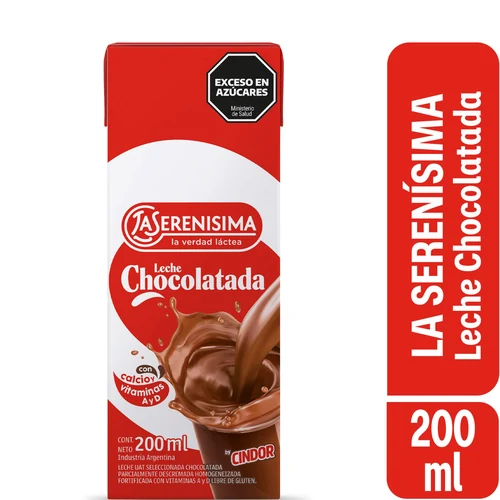 EXCESO EN
AZÚCARES
Ministerio
de Salud
LA SERENISIMA
la verdad láctea
Leche
Chocolatada
con
calcio y
vitaminas
A y D
CONT.
NETO
200 ml
Industria Argentina
by CINDOR
LECHE UAT SELECCIONADA CHOCOLATADA
PARCIALMENTE DESCREMADA HOMOGENEIZADA
FORTIFICADA CON VITAMINAS A y D LIBRE DE GLUTEN.
LA SERENÍSIMA
Leche Chocolatada
200
ml